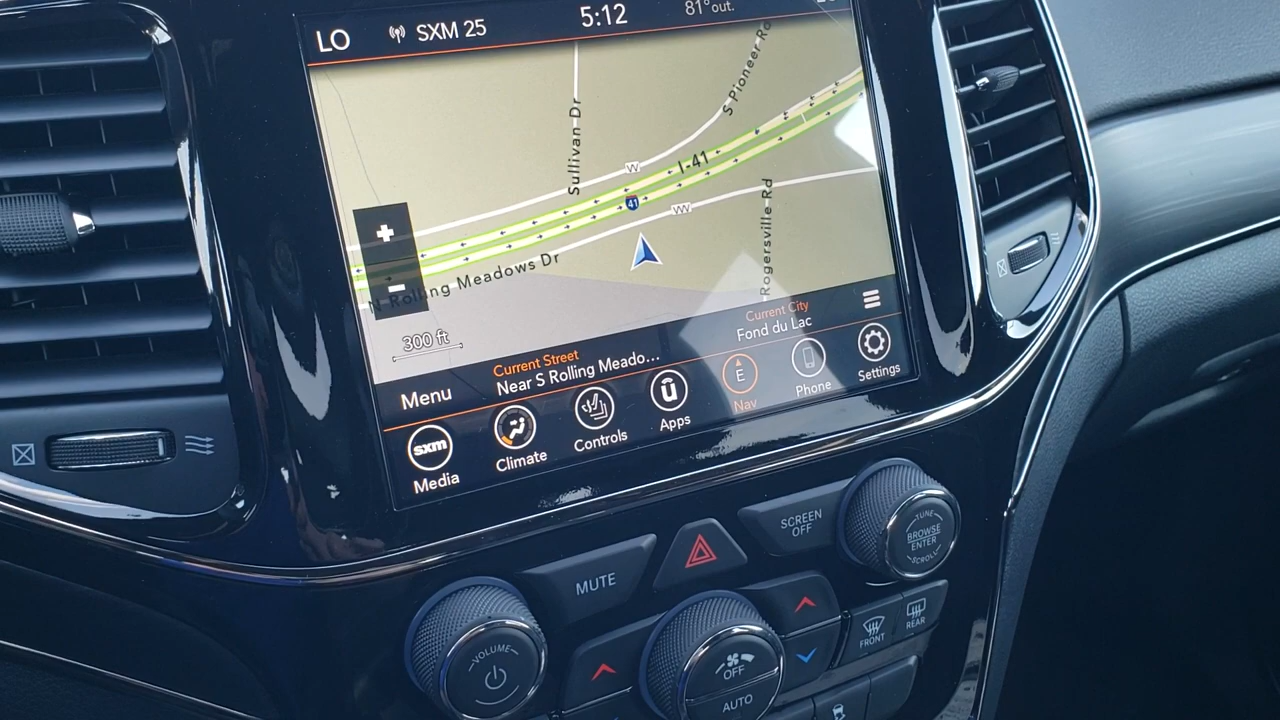 LO
SXM 25
5:12
81°out.
S Pioneer Rd
Sullivan Dr
W
I-41
41
VV
Rogersville Rd
N Rolling Meadows Dr
300 ft
Current City
Fond du Lac
Current Street
Near S Rolling Meado...
Menu
sxm
Media
Climate
Controls
Apps
E
Nav
Phone
Settings
SCREEN
OFF
TUNE
BROWSE
ENTER
SCROLL
MUTE
VOLUME
OFF
AUTO
FRONT
REAR